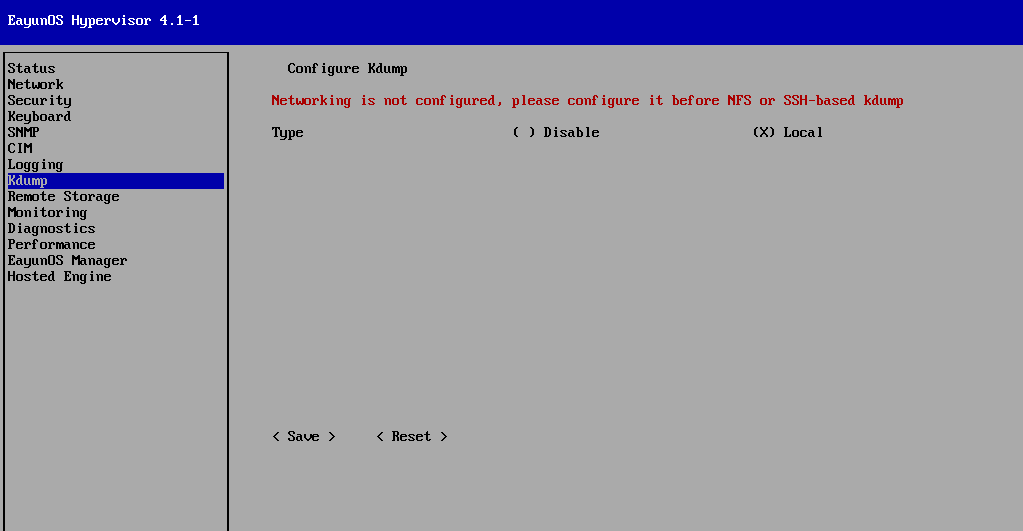 EayunOS Hypervisor 4.1-1
Status
Network
Security
Keyboard
SNMP
CIM
Logging
Kdump
Remote Storage
Monitoring
Diagnostics
Performance
EayunOS Manager
Hosted Engine
Configure Kdump
Networking is not configured, please configure it before NFS or SSH-based kdump
Type ( ) Disable (X) Local
< Save > < Reset >